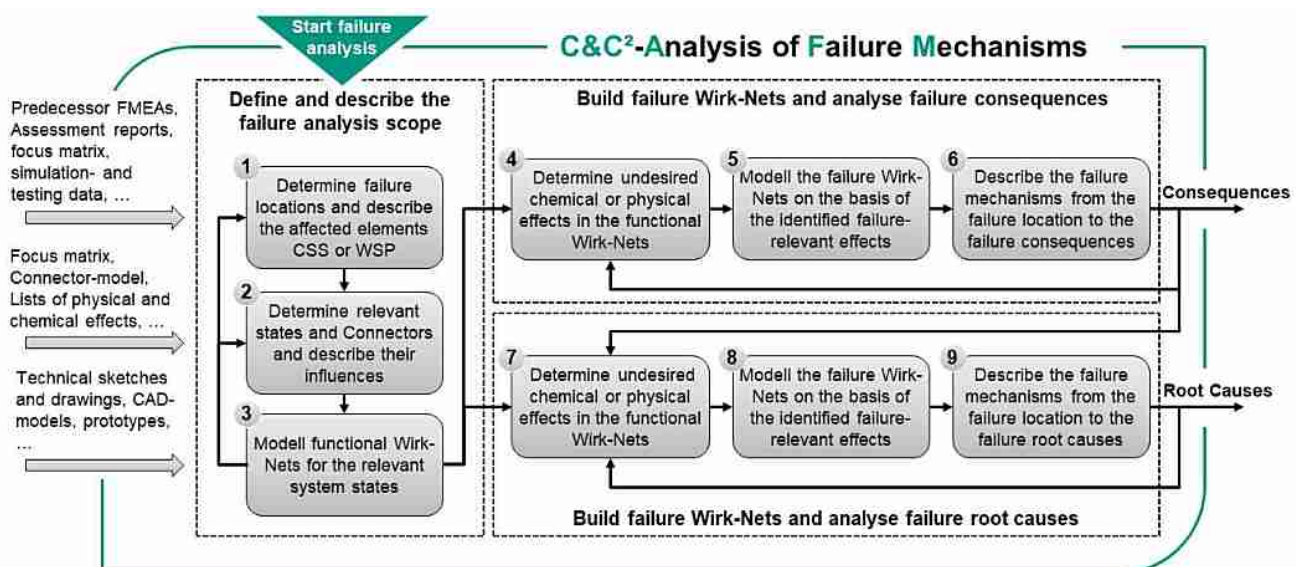 Start failure
analysis
C&C²-Analysis of Failure Mechanisms
Predecessor FMEAs,
Assessment reports,
focus matrix,
simulation- and
testing data, ...
Focus matrix,
Connector-model,
Lists of physical and
chemical effects, ...
Technical sketches
and drawings, CAD-
models, prototypes,
...
Define and describe the
failure analysis scope
1
Determine failure
locations and describe
the affected elements
CSS or WSP
2
Determine relevant
states and Connectors
and describe their
influences
3
Modell functional Wirk-
Nets for the relevant
system states
Build failure Wirk-Nets and analyse failure consequences
4
Determine undesired
chemical or physical
effects in the functional
Wirk-Nets
5
Modell the failure Wirk-
Nets on the basis of
the identified failure-
relevant effects
6
Describe the failure
mechanisms from the
failure location to the
failure consequences
Consequences
7
Determine undesired
chemical or physical
effects in the functional
Wirk-Nets
8
Modell the failure Wirk-
Nets on the basis of
the identified failure-
relevant effects
9
Describe the failure
mechanisms from the
failure location to the
failure root causes
Root Causes
Build failure Wirk-Nets and analyse failure root causes